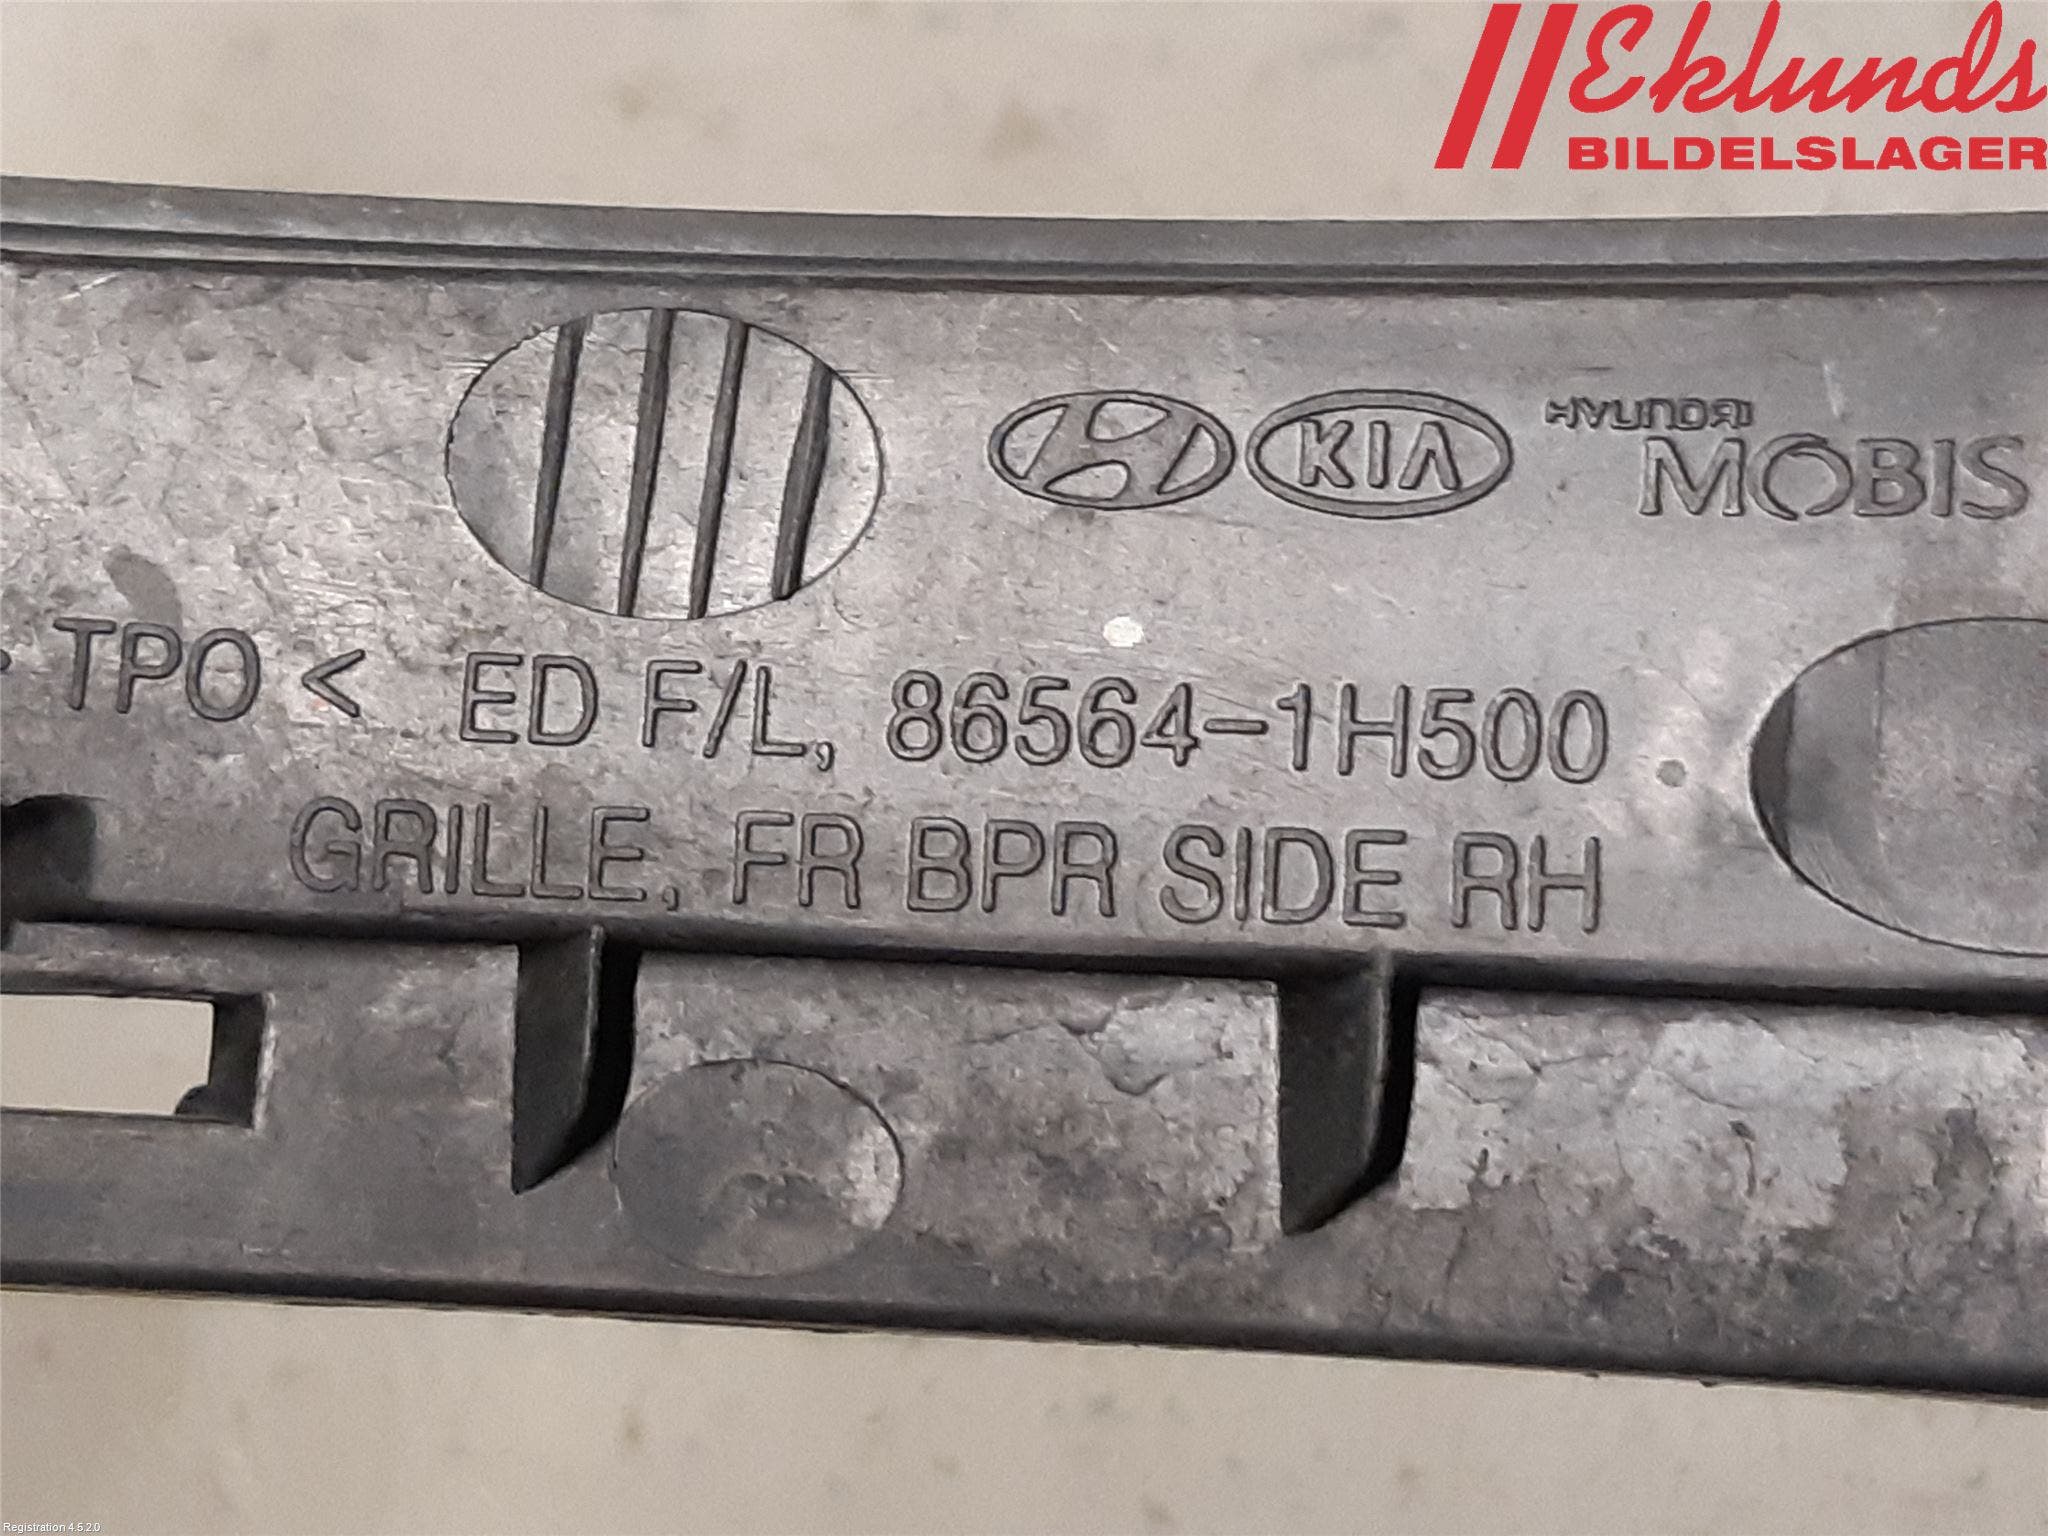 Eklunds
BILDELSLAGER
KIA
HYUNDAI
MOBIS
TPO < ED F/L, 86564-1H500
GRILLE, FR BPR SIDE RH
Registration 4.5.2.0